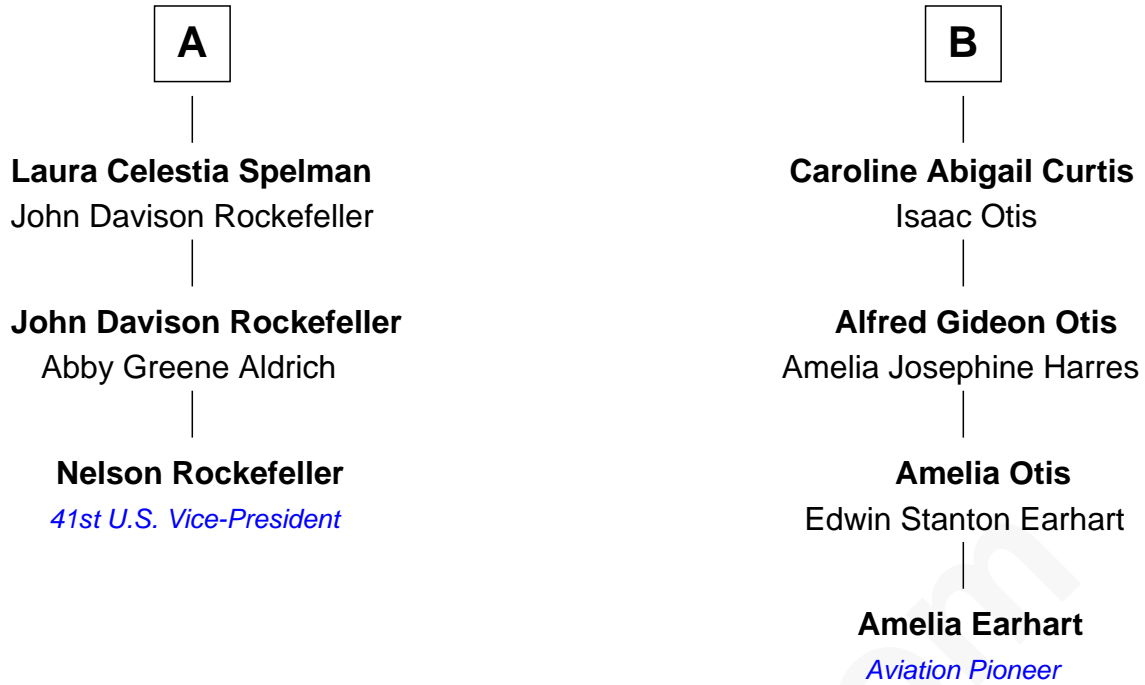 A
Laura Celestia Spelman
John Davison Rockefeller
John Davison Rockefeller
Abby Greene Aldrich
Nelson Rockefeller
41st U.S. Vice-President
B
Caroline Abigail Curtis
Isaac Otis
Alfred Gideon Otis
Amelia Josephine Harres
Amelia Otis
Edwin Stanton Earhart
Amelia Earhart
Aviation Pioneer